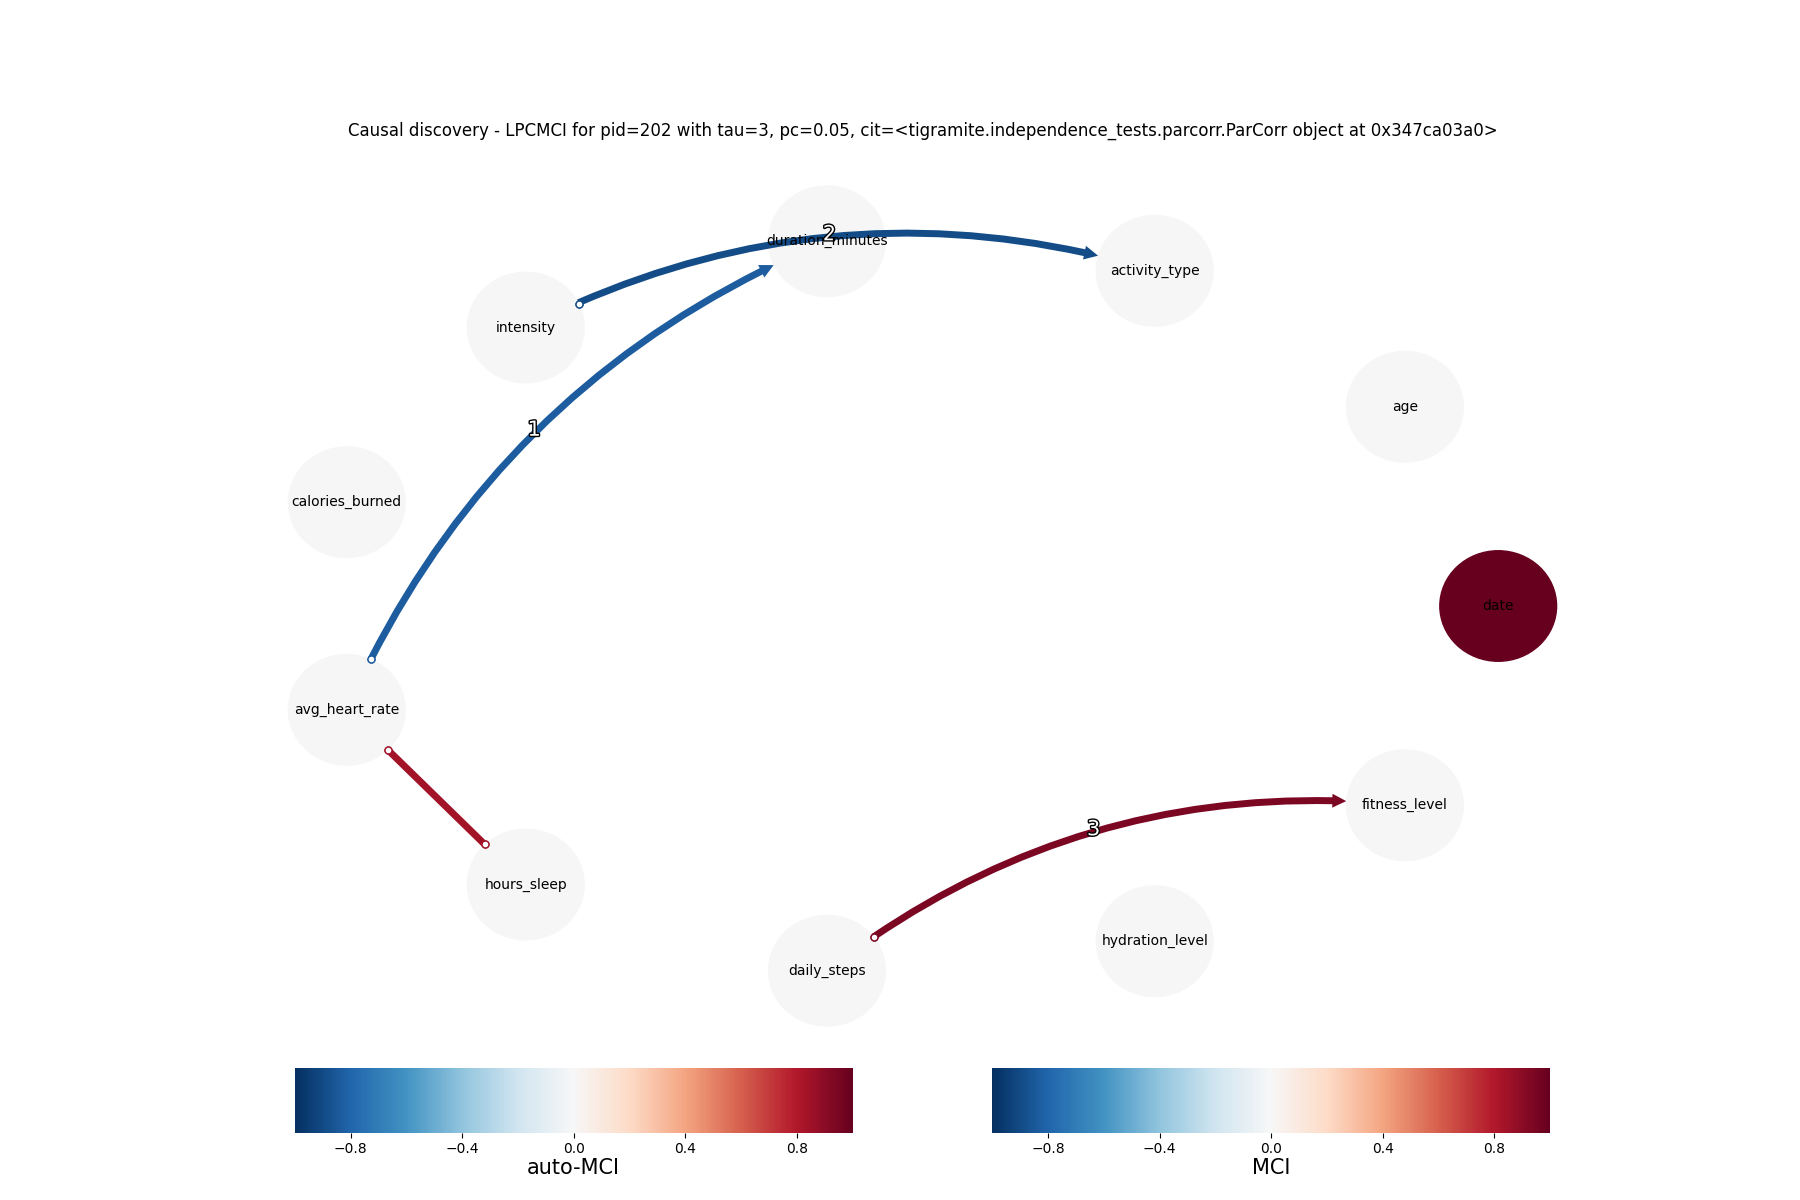 Causal discovery - LPCMCI for pid=202 with tau=3, pc=0.05, cit=<tigramite.independence_tests.parcorr.ParCorr object at 0x347ca03a0>
2
duration_minutes
activity_type
intensity
age
1
calories_burned
date
avg_heart_rate
fitness_level
3
hours_sleep
hydration_level
daily_steps
−0.8 −0.4 0.0 0.4 0.8
auto-MCI
−0.8 −0.4 0.0 0.4 0.8
MCI